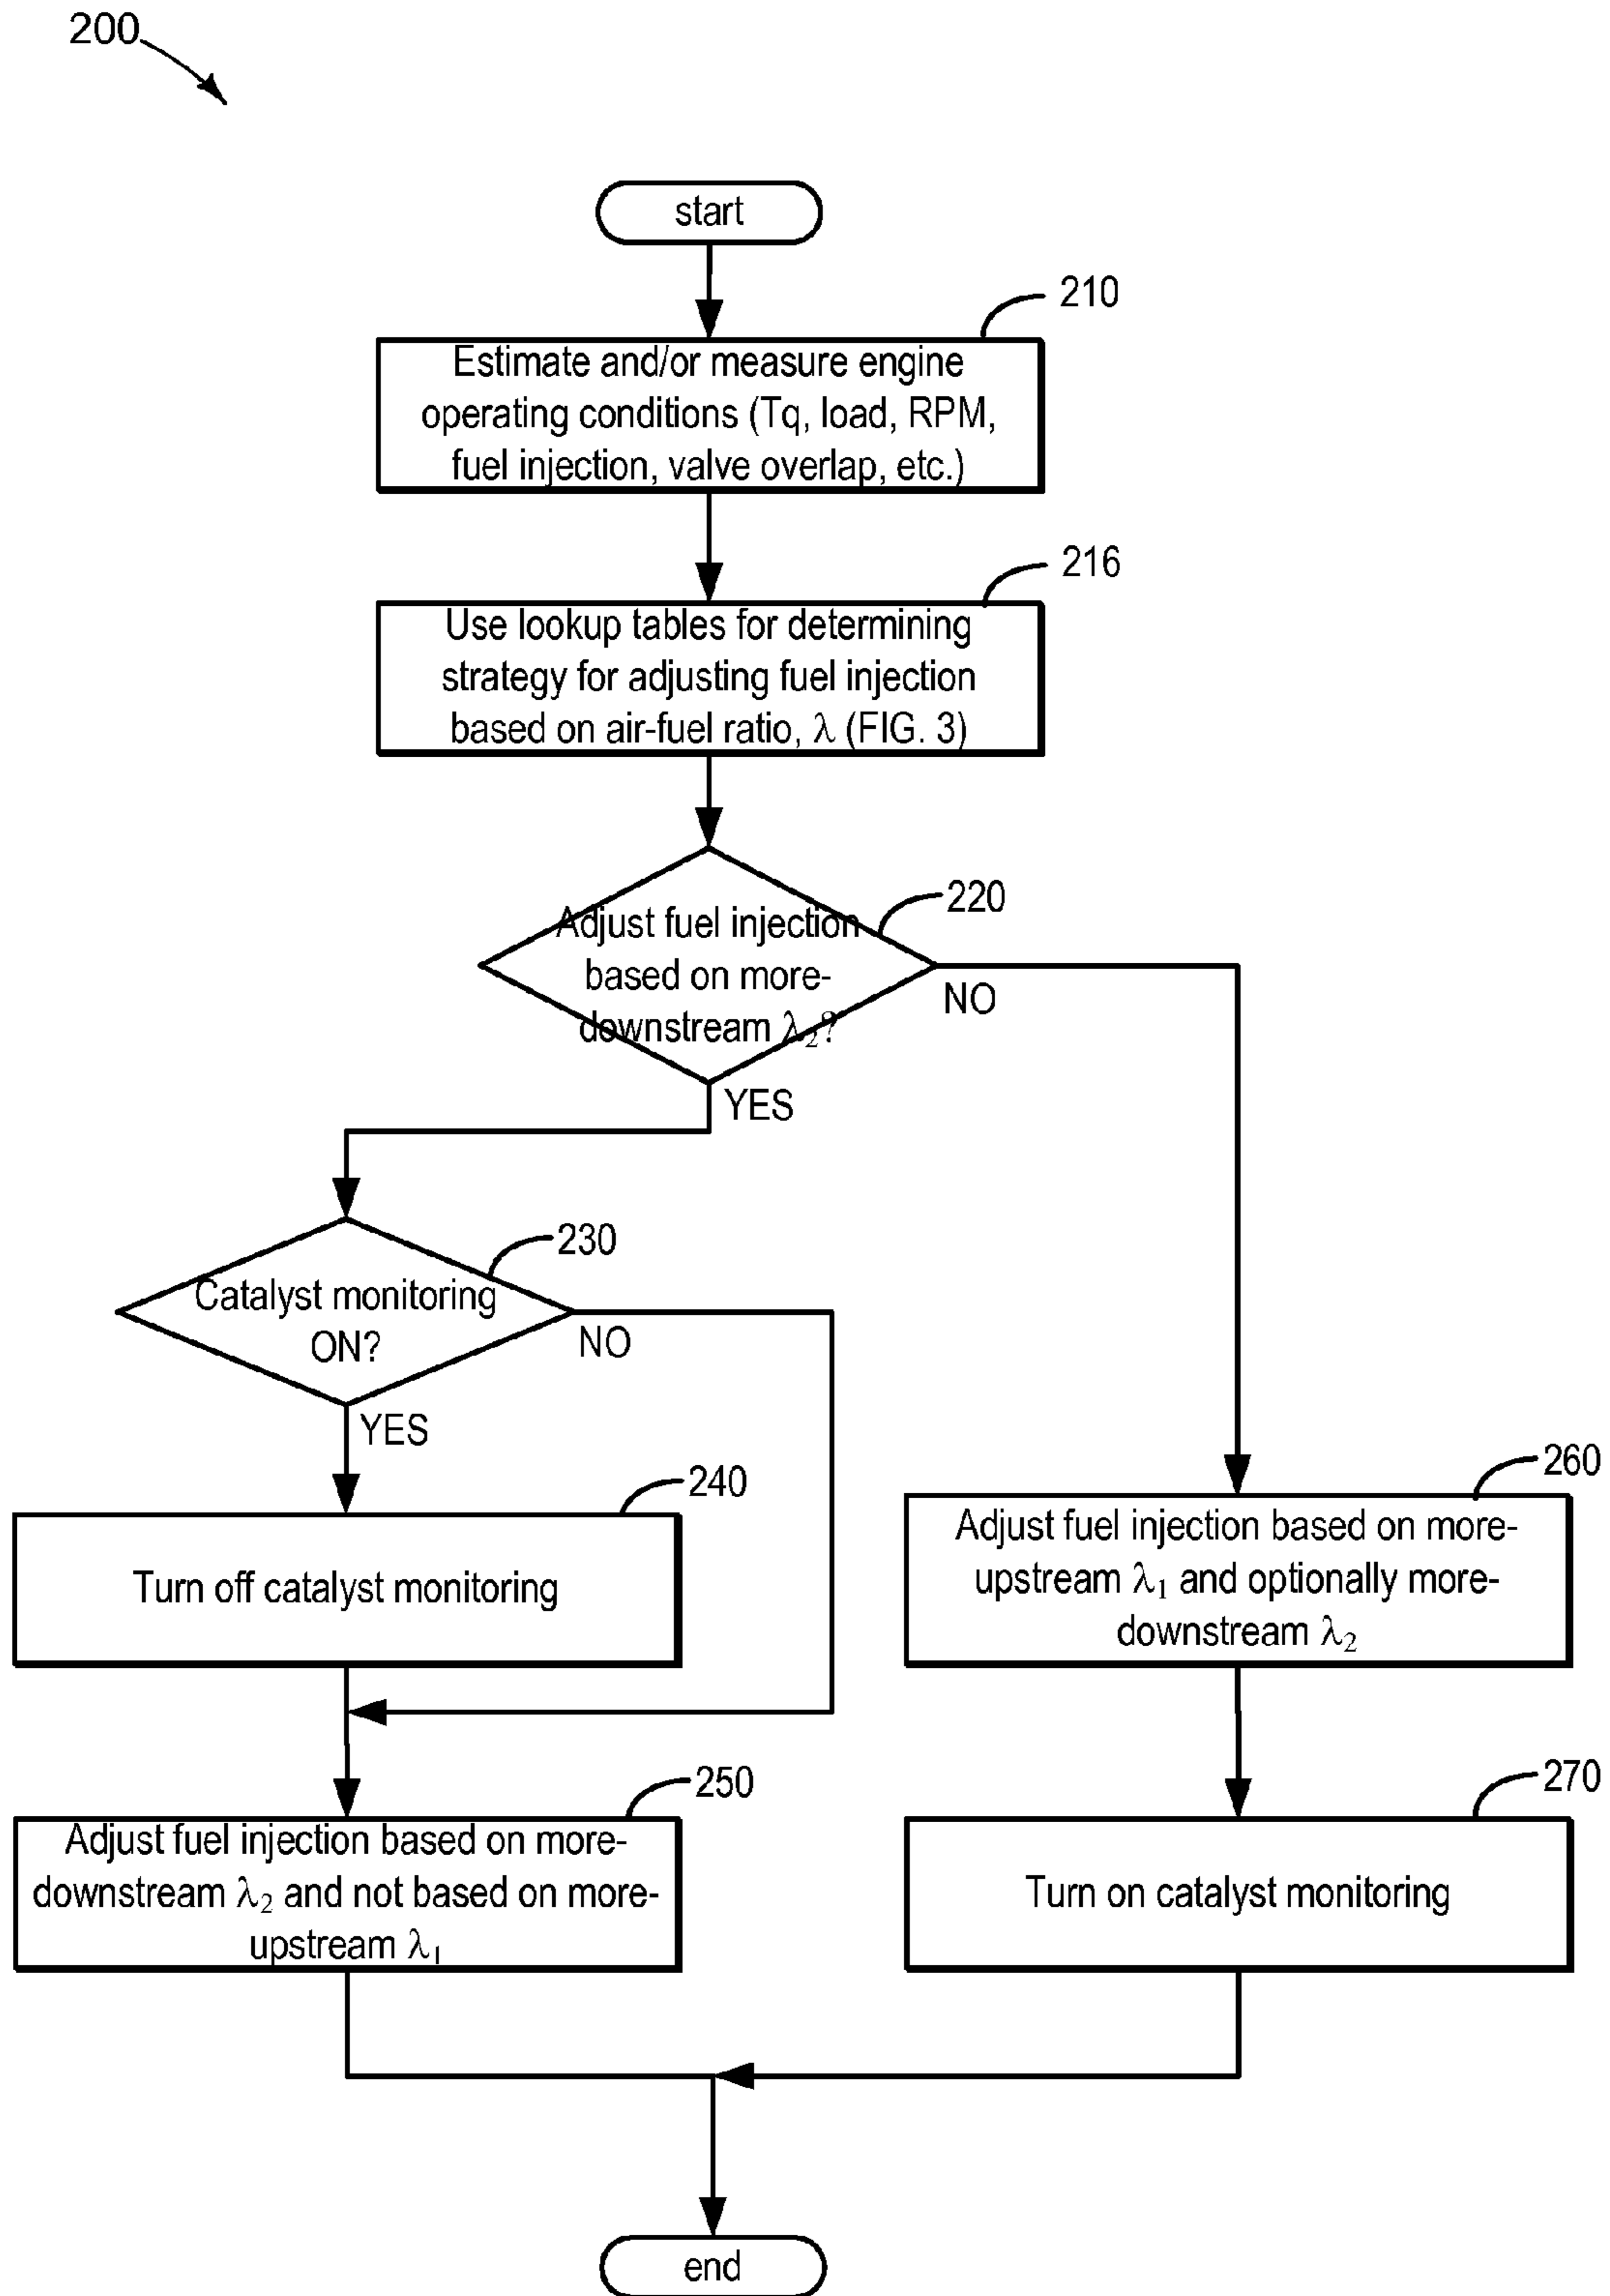 200
start
210
Estimate and/or measure engine
operating conditions (Tq, load, RPM,
fuel injection, valve overlap, etc.)
216
Use lookup tables for determining
strategy for adjusting fuel injection
based on air-fuel ratio, λ (FIG. 3)
220
Adjust fuel injection
based on more-
downstream λ₂?
NO
YES
230
Catalyst monitoring
ON?
NO
YES
240
Turn off catalyst monitoring
260
Adjust fuel injection based on more-
upstream λ₁ and optionally more-
downstream λ₂
250
Adjust fuel injection based on more-
downstream λ₂ and not based on more-
upstream λ₁
270
Turn on catalyst monitoring
end